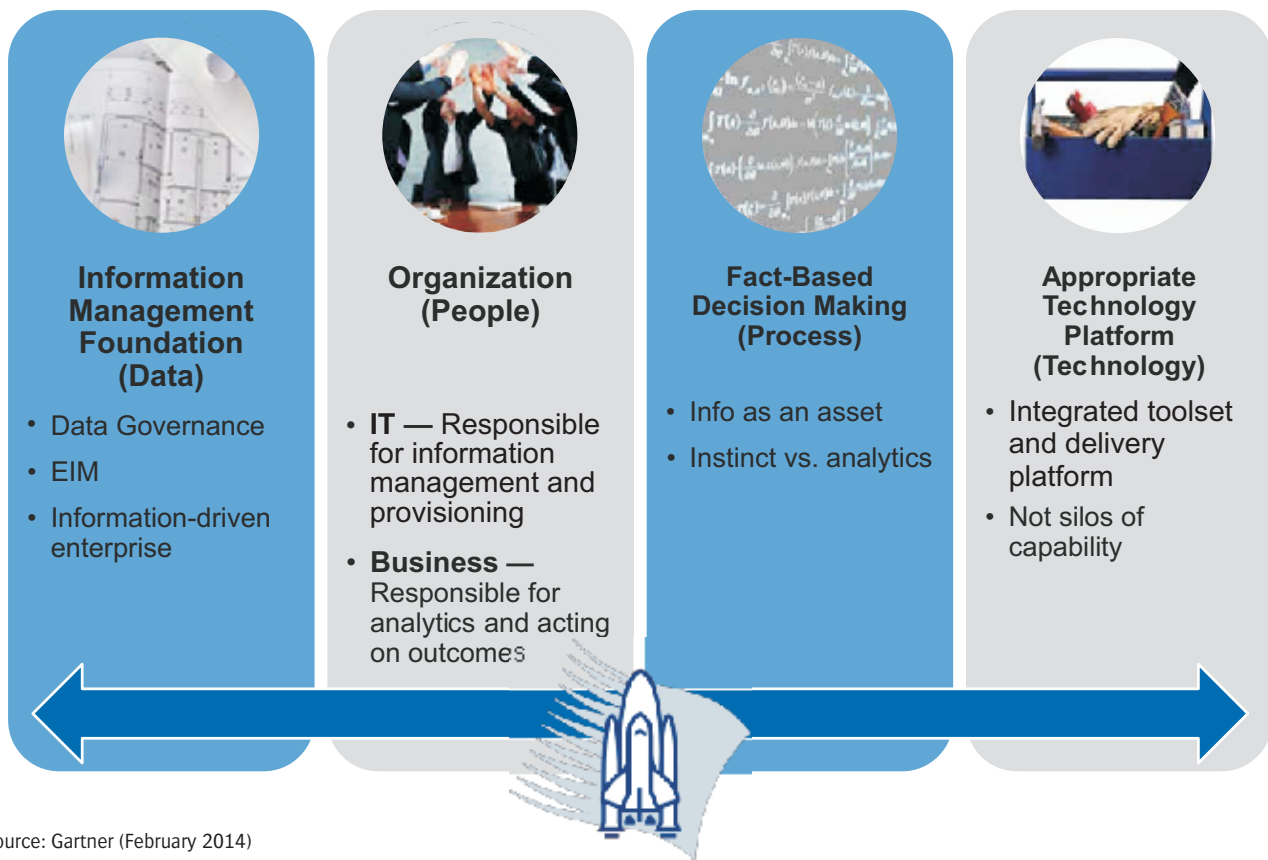 Information
Management
Foundation
(Data)
• Data Governance
• EIM
• Information-driven
enterprise
Organization
(People)
• IT — Responsible
for information
management and
provisioning
• Business —
Responsible for
analytics and acting
on outcomes
Fact-Based
Decision Making
(Process)
• Info as an asset
• Instinct vs. analytics
Appropriate
Technology
Platform
(Technology)
• Integrated toolset
and delivery
platform
• Not silos of
capability
ource: Gartner (February 2014)